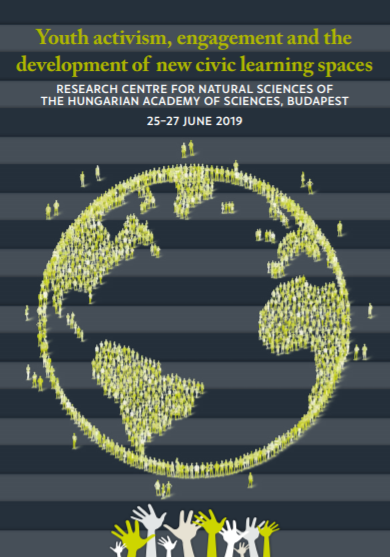 Youth activism, engagement and the
development of new civic learning spaces
RESEARCH CENTRE FOR NATURAL SCIENCES OF
THE HUNGARIAN ACADEMY OF SCIENCES, BUDAPEST
25–27 JUNE 2019